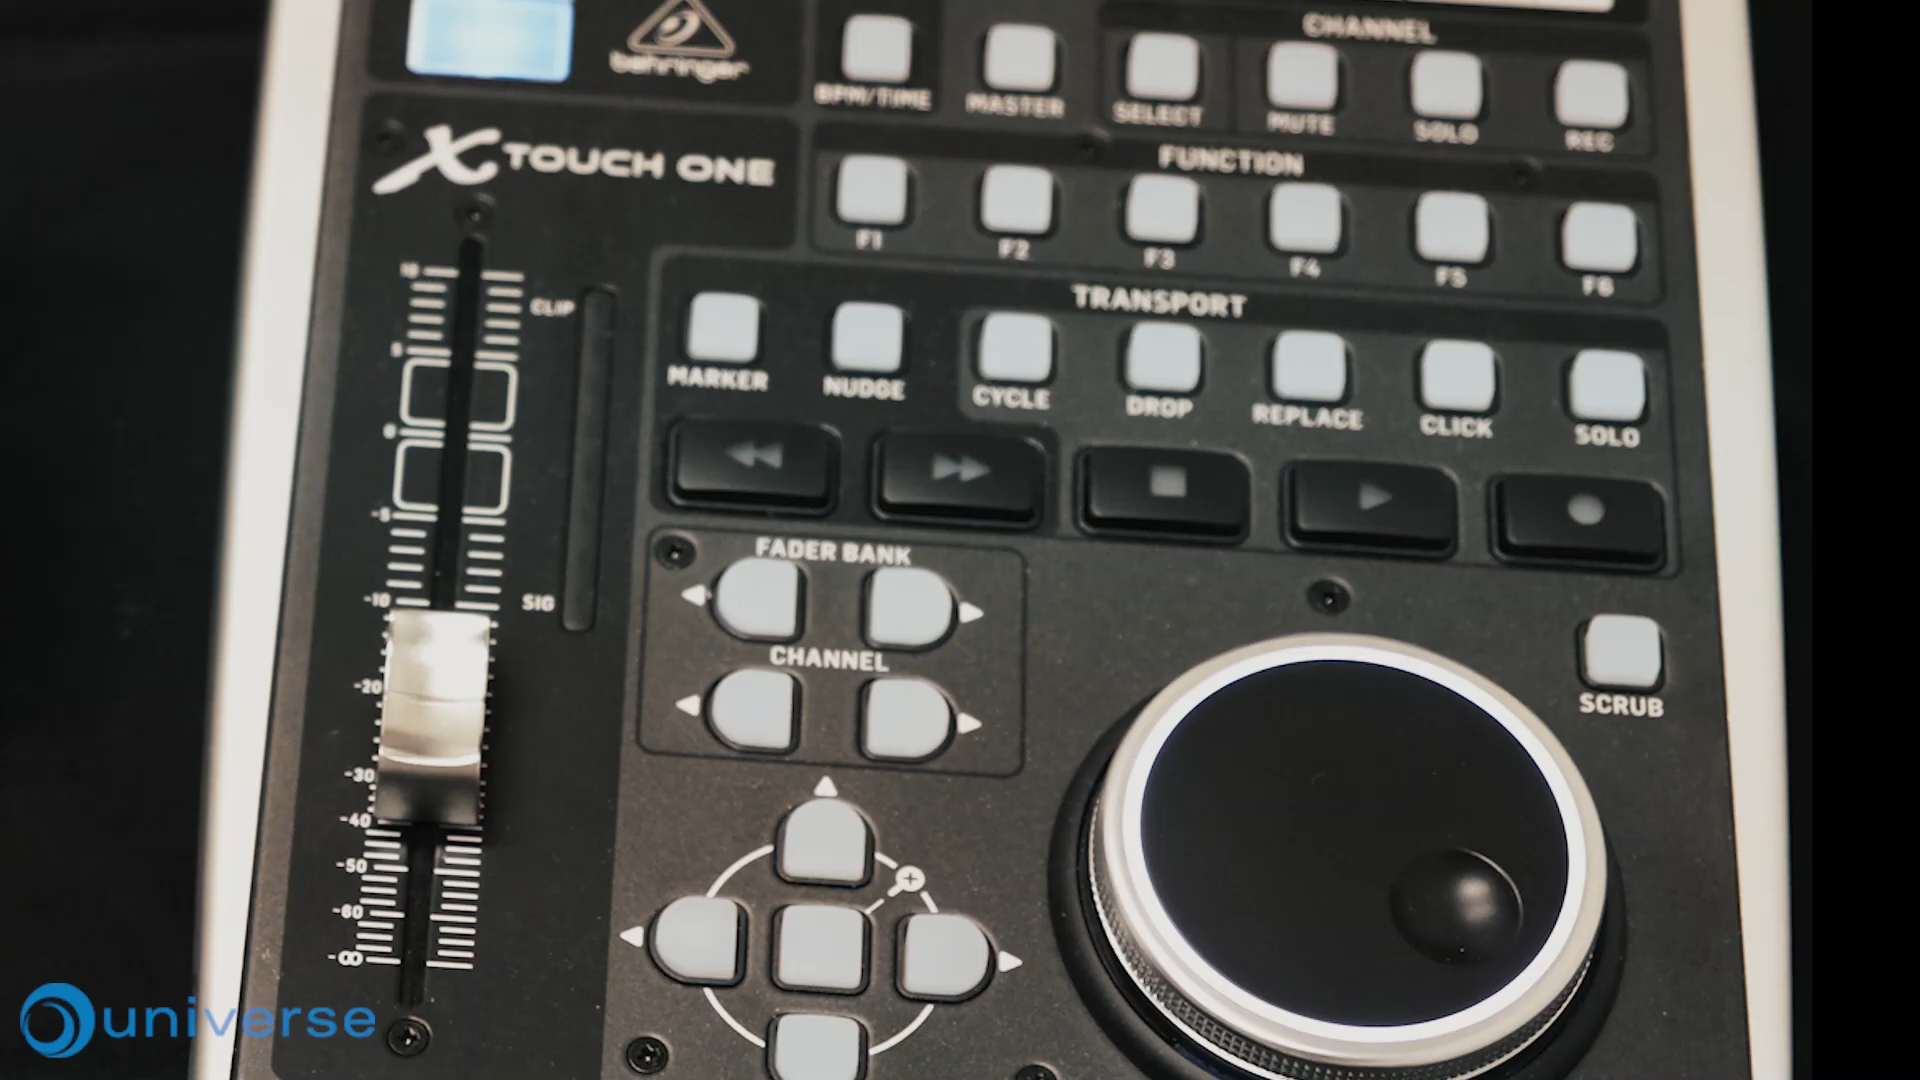 behringer
X TOUCH ONE
BPM/TIME
MASTER
CHANNEL
SELECT
MUTE
SOLO
REC
FUNCTION
F1
F2
F3
F4
F5
F6
TRANSPORT
MARKER
NUDGE
CYCLE
DROP
REPLACE
CLICK
SOLO
10
5
0
-5
-10
-20
-30
-40
-50
-60
-∞
CLIP
SIG
FADER BANK
CHANNEL
SCRUB
universe